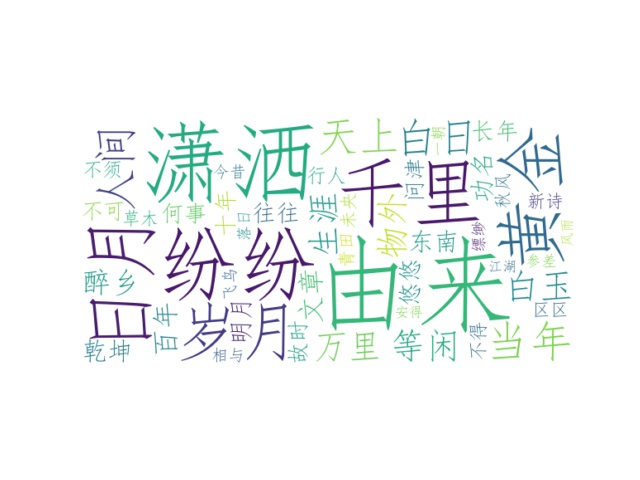 人间
潇洒
天上
白日
一朝
长年
黄金
不须
今昔
行人
千里
问津
功名
秋风
新诗
不可
草木
何事
十年
往往
生涯
物外
日月
纷纷
落日
青田
未央
东南
缥缈
风雨
由来
醉乡
飞鸟
文章
悠悠
江湖
参差
白玉
百年
岁月
明月
故时
安得
区区
乾坤
相与
万里
等闲
不得
当年